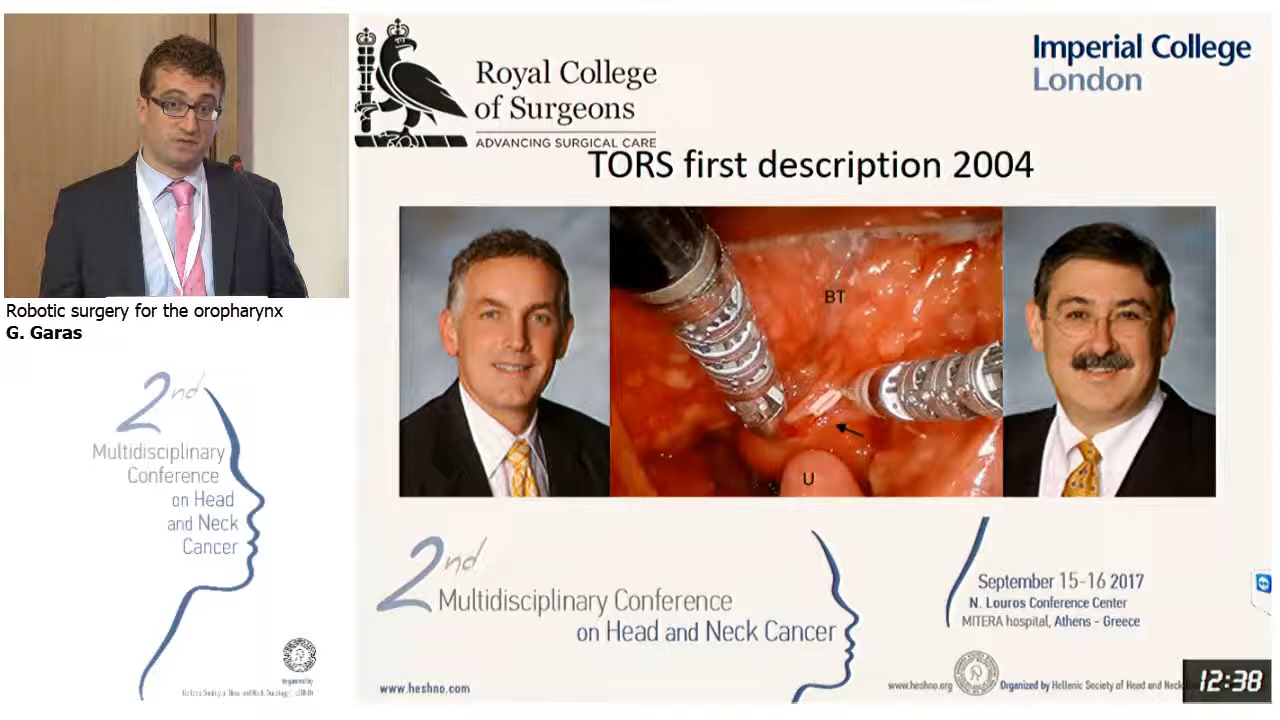 Royal College
of Surgeons
ADVANCING SURGICAL CARE
Imperial College
London
TORS first description 2004
BT
U
Robotic surgery for the oropharynx
G. Garas
2nd
Multidisciplinary
Conference
on Head
and Neck
Cancer
Organized by
2nd
Multidisciplinary Conference
on Head and Neck Cancer
September 15-16 2017
N. Louros Conference Center
MITERA hospital, Athens - Greece
www.heshno.com
www.heshno.org
Organized by Hellenic Society of Head and Neck
12:38